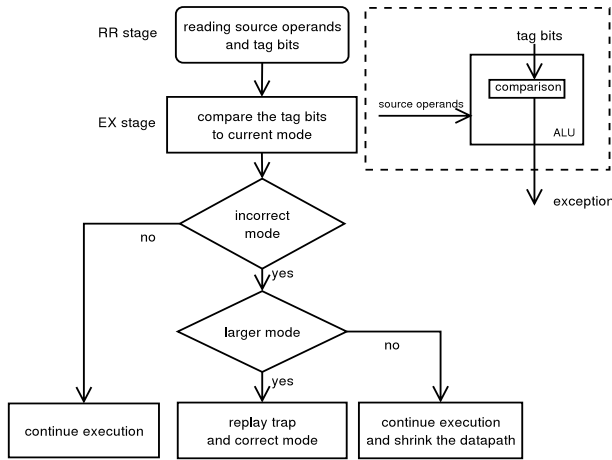 RR stage
reading source operands
and tag bits
EX stage
compare the tag bits
to current mode
incorrect
mode
no
yes
larger mode
no
yes
continue execution
replay trap
and correct mode
continue execution
and shrink the datapath
tag bits
comparison
source operands
ALU
exception